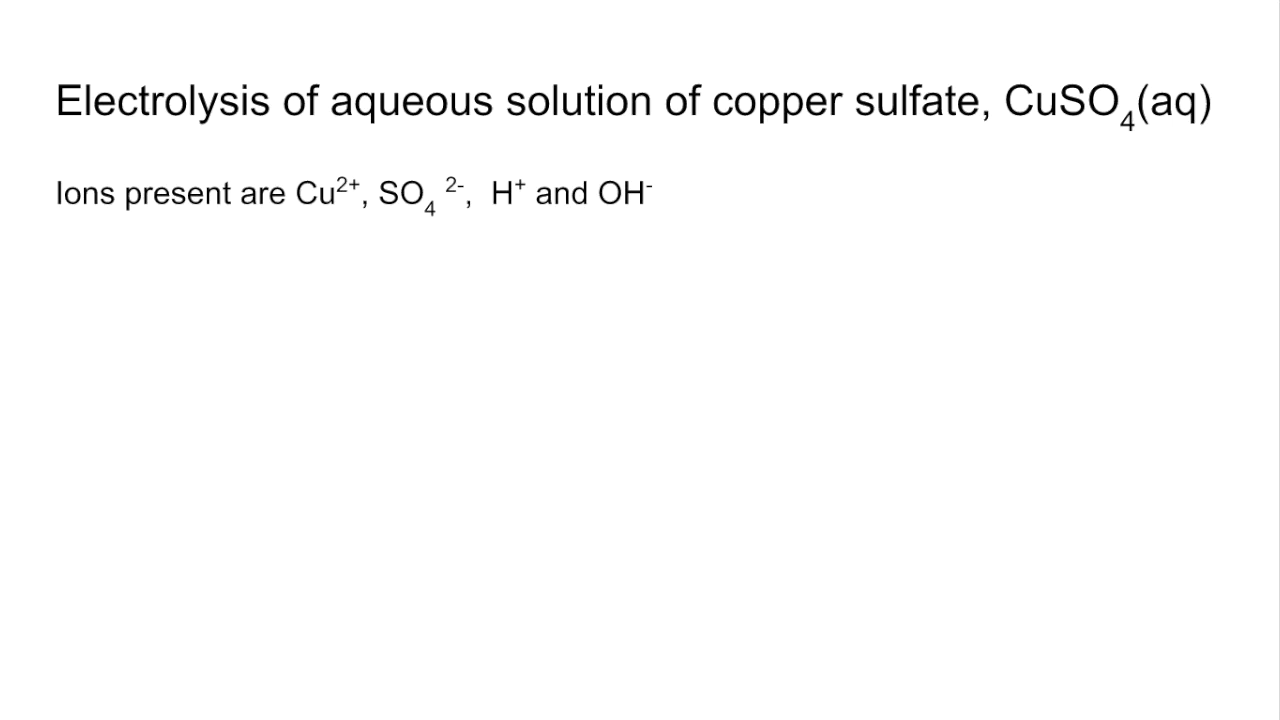 Electrolysis of aqueous solution of copper sulfate, CuSO₄(aq)
Ions present are Cu²⁺, SO₄ ²⁻, H⁺ and OH⁻